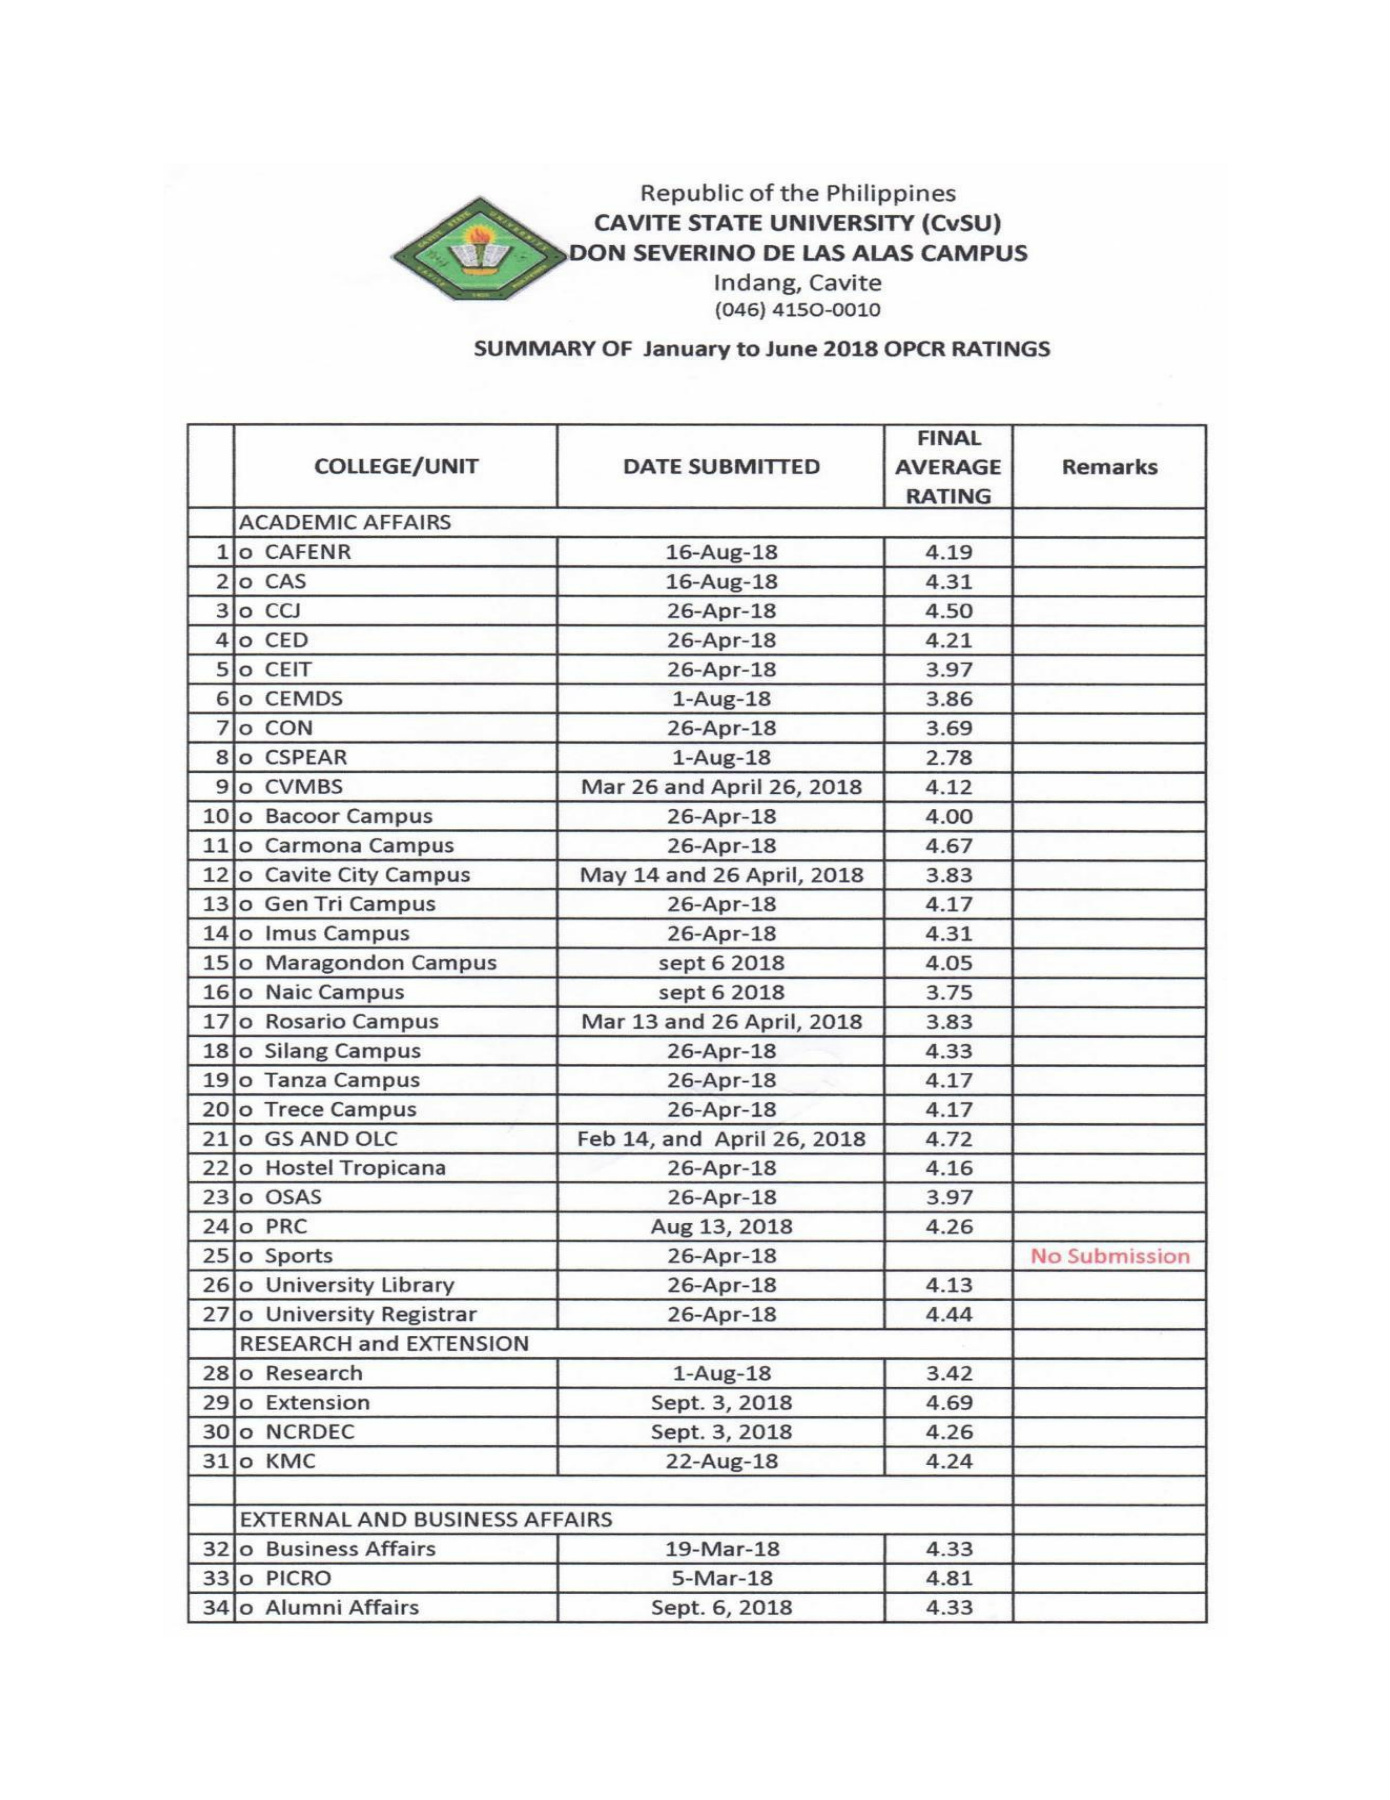 Republic of the Philippines
CAVITE STATE UNIVERSITY (CvSU)
DON SEVERINO DE LAS ALAS CAMPUS
Indang, Cavite
(046) 415O-0010
SUMMARY OF January to June 2018 OPCR RATINGS
COLLEGE/UNIT DATE SUBMITTED FINAL AVERAGE RATING Remarks
ACADEMIC AFFAIRS
1 o CAFENR 16-Aug-18 4.19
2 o CAS 16-Aug-18 4.31
3 o CCJ 26-Apr-18 4.50
4 o CED 26-Apr-18 4.21
5 o CEIT 26-Apr-18 3.97
6 o CEMDS 1-Aug-18 3.86
7 o CON 26-Apr-18 3.69
8 o CSPEAR 1-Aug-18 2.78
9 o CVMBS Mar 26 and April 26, 2018 4.12
10 o Bacoor Campus 26-Apr-18 4.00
11 o Carmona Campus 26-Apr-18 4.67
12 o Cavite City Campus May 14 and 26 April, 2018 3.83
13 o Gen Tri Campus 26-Apr-18 4.17
14 o Imus Campus 26-Apr-18 4.31
15 o Maragondon Campus sept 6 2018 4.05
16 o Naic Campus sept 6 2018 3.75
17 o Rosario Campus Mar 13 and 26 April, 2018 3.83
18 o Silang Campus 26-Apr-18 4.33
19 o Tanza Campus 26-Apr-18 4.17
20 o Trece Campus 26-Apr-18 4.17
21 o GS AND OLC Feb 14, and April 26, 2018 4.72
22 o Hostel Tropicana 26-Apr-18 4.16
23 o OSAS 26-Apr-18 3.97
24 o PRC Aug 13, 2018 4.26
25 o Sports 26-Apr-18 No Submission
26 o University Library 26-Apr-18 4.13
27 o University Registrar 26-Apr-18 4.44
RESEARCH and EXTENSION
28 o Research 1-Aug-18 3.42
29 o Extension Sept. 3, 2018 4.69
30 o NCRDEC Sept. 3, 2018 4.26
31 o KMC 22-Aug-18 4.24
EXTERNAL AND BUSINESS AFFAIRS
32 o Business Affairs 19-Mar-18 4.33
33 o PICRO 5-Mar-18 4.81
34 o Alumni Affairs Sept. 6, 2018 4.33